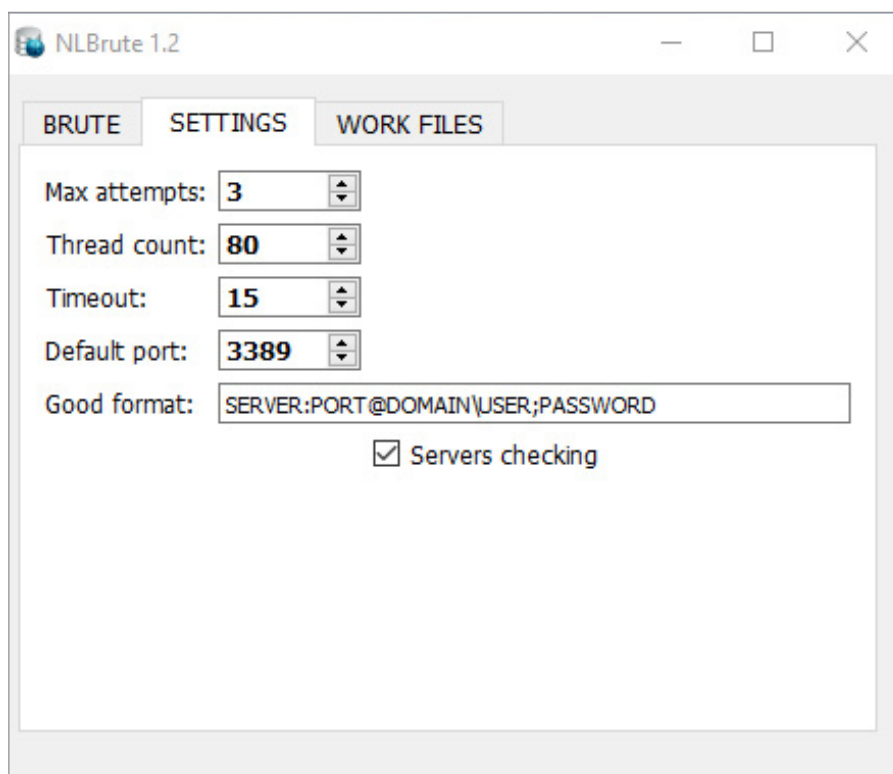 NLBrute 1.2
BRUTE SETTINGS WORK FILES
Max attempts: 3
Thread count: 80
Timeout: 15
Default port: 3389
Good format: SERVER:PORT@DOMAIN\USER;PASSWORD
Servers checking